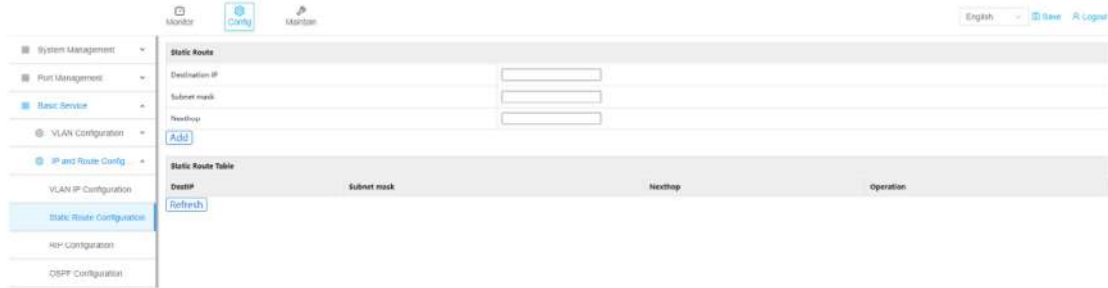 Monitor
Config
Maintain
English
Save
Logout
System Management
Port Management
Basic Service
VLAN Configuration
IP and Route Config ...
VLAN IP Configuration
Static Route Configuration
RIP Configuration
OSPF Configuration
Static Route
Destination IP
Subnet mask
Nexthop
Add
Static Route Table
DestIP Subnet mask Nexthop Operation
Refresh